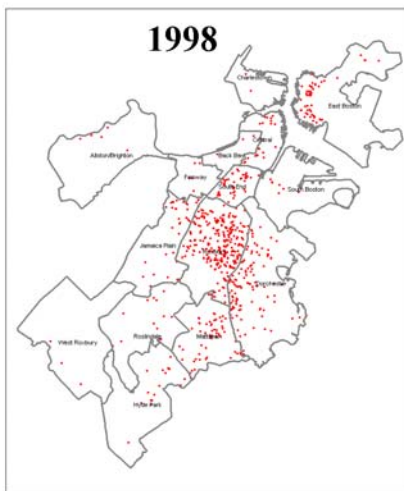 1998
Charlestown
East Boston
Central
Allston/Brighton
Back Bay
Fenway
South End
South Boston
Jamaica Plain
Roxbury
Dorchester
West Roxbury
Roslindale
Mattapan
Hyde Park